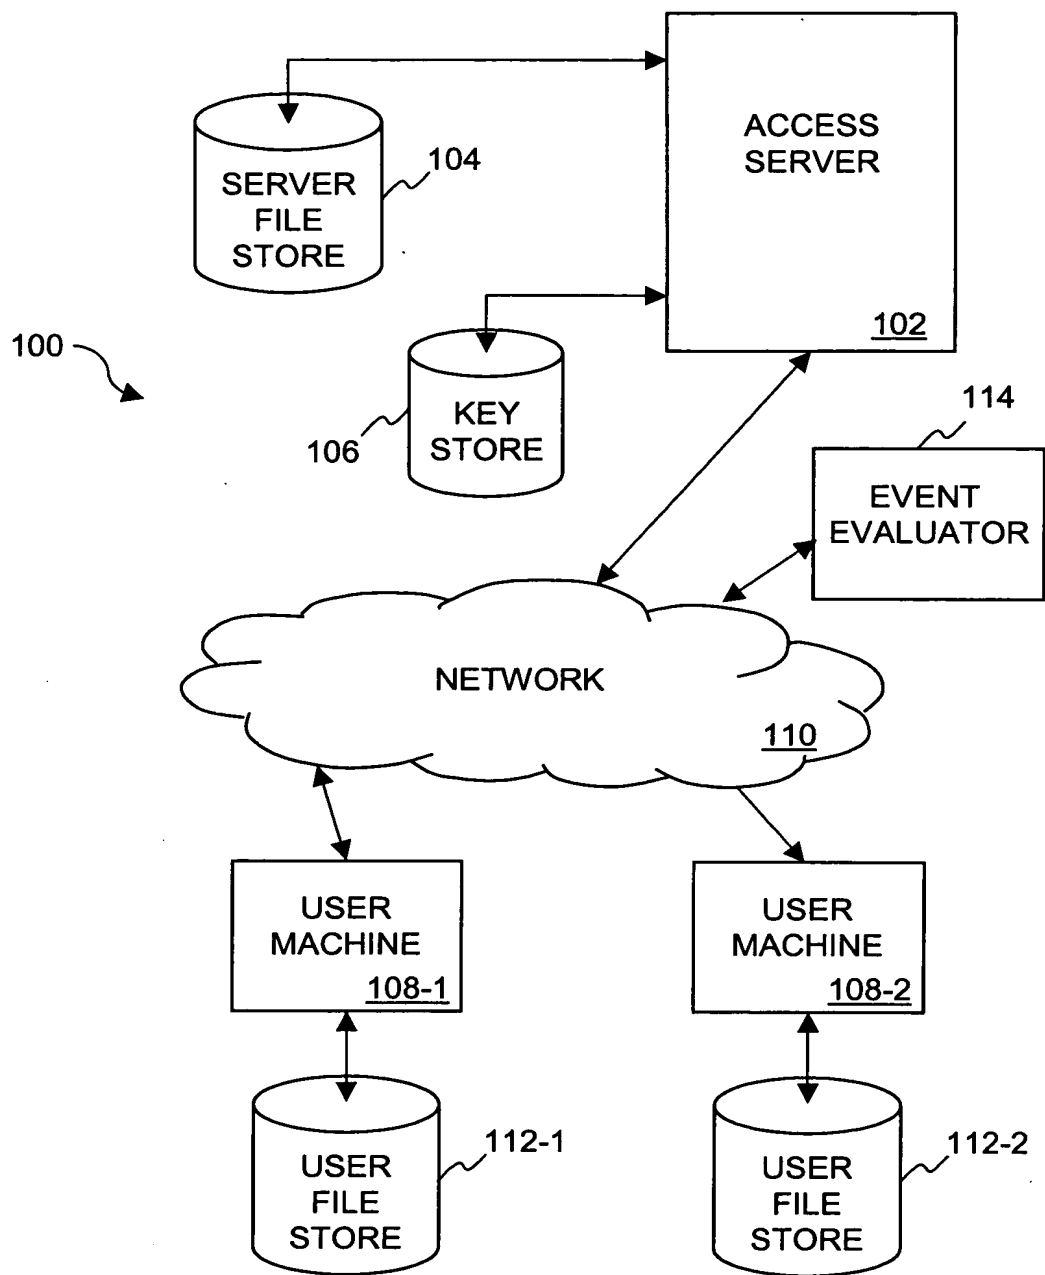 ACCESS
SERVER
102
104
SERVER
FILE
STORE
100
106
KEY
STORE
114
EVENT
EVALUATOR
NETWORK
110
USER
MACHINE
108-1
USER
MACHINE
108-2
112-1
USER
FILE
STORE
112-2
USER
FILE
STORE